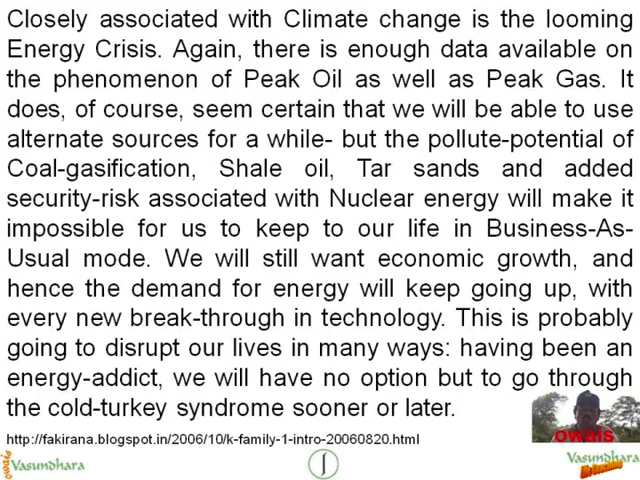 Closely associated with Climate change is the looming
Energy Crisis. Again, there is enough data available on
the phenomenon of Peak Oil as well as Peak Gas. It
does, of course, seem certain that we will be able to use
alternate sources for a while- but the pollute-potential of
Coal-gasification, Shale oil, Tar sands and added
security-risk associated with Nuclear energy will make it
impossible for us to keep to our life in Business-As-
Usual mode. We will still want economic growth, and
hence the demand for energy will keep going up, with
every new break-through in technology. This is probably
going to disrupt our lives in many ways: having been an
energy-addict, we will have no option but to go through
the cold-turkey syndrome sooner or later.
owais
http://fakirana.blogspot.in/2006/10/k-family-1-intro-20060820.html
owais Vasundhara
Vasundhara